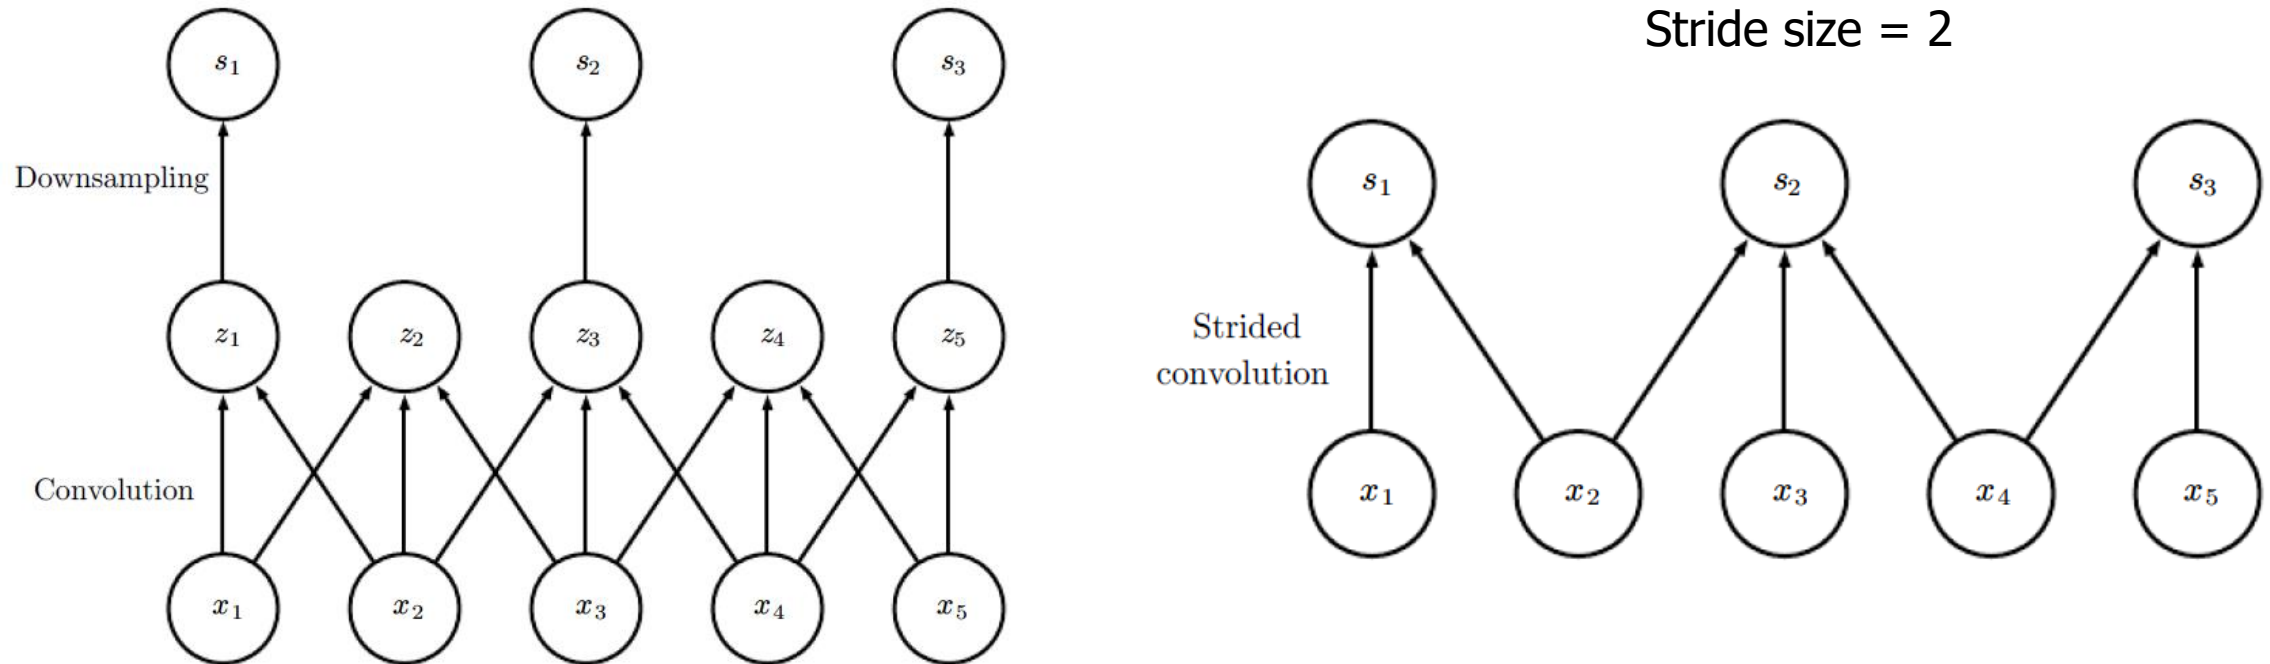 Stride size = 2
s₁ s₂ s₃
Downsampling
z₁ z₂ z₃ z₄ z₅
Convolution
x₁ x₂ x₃ x₄ x₅
s₁ s₂ s₃
Strided
convolution
x₁ x₂ x₃ x₄ x₅